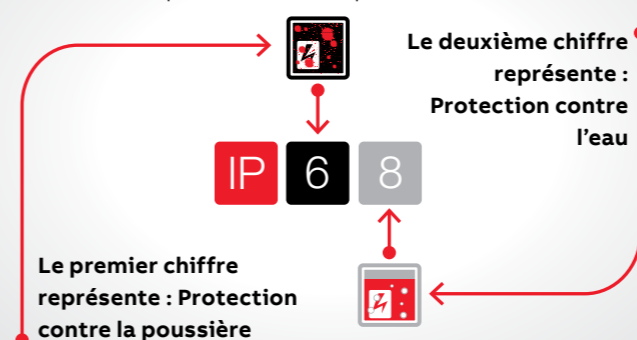 Le deuxième chiffre
représente :
Protection contre
l'eau
IP 6 8
Le premier chiffre
représente : Protection
contre la poussière